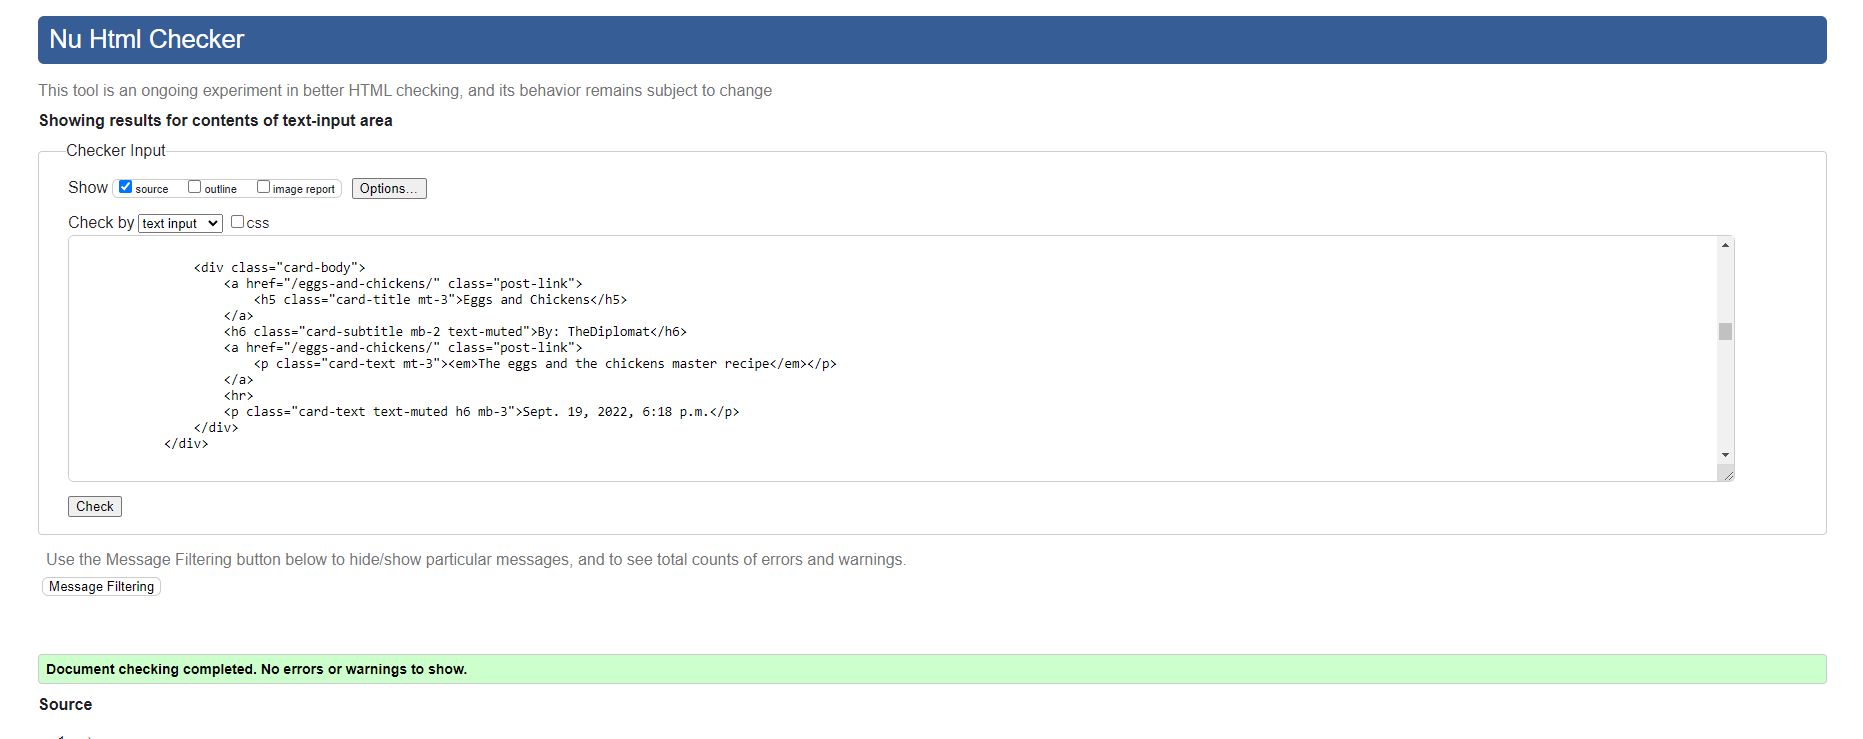 Nu Html Checker
This tool is an ongoing experiment in better HTML checking, and its behavior remains subject to change
Showing results for contents of text-input area
Checker Input
Show source outline image report Options...
Check by text input css
<div class="card-body">
<a href="/eggs-and-chickens/" class="post-link">
<h5 class="card-title mt-3">Eggs and Chickens</h5>
</a>
<h6 class="card-subtitle mb-2 text-muted">By: TheDiplomat</h6>
<a href="/eggs-and-chickens/" class="post-link">
<p class="card-text mt-3"><em>The eggs and the chickens master recipe</em></p>
</a>
<hr>
<p class="card-text text-muted h6 mb-3">Sept. 19, 2022, 6:18 p.m.</p>
</div>
</div>
Check
Use the Message Filtering button below to hide/show particular messages, and to see total counts of errors and warnings.
Message Filtering
Document checking completed. No errors or warnings to show.
Source